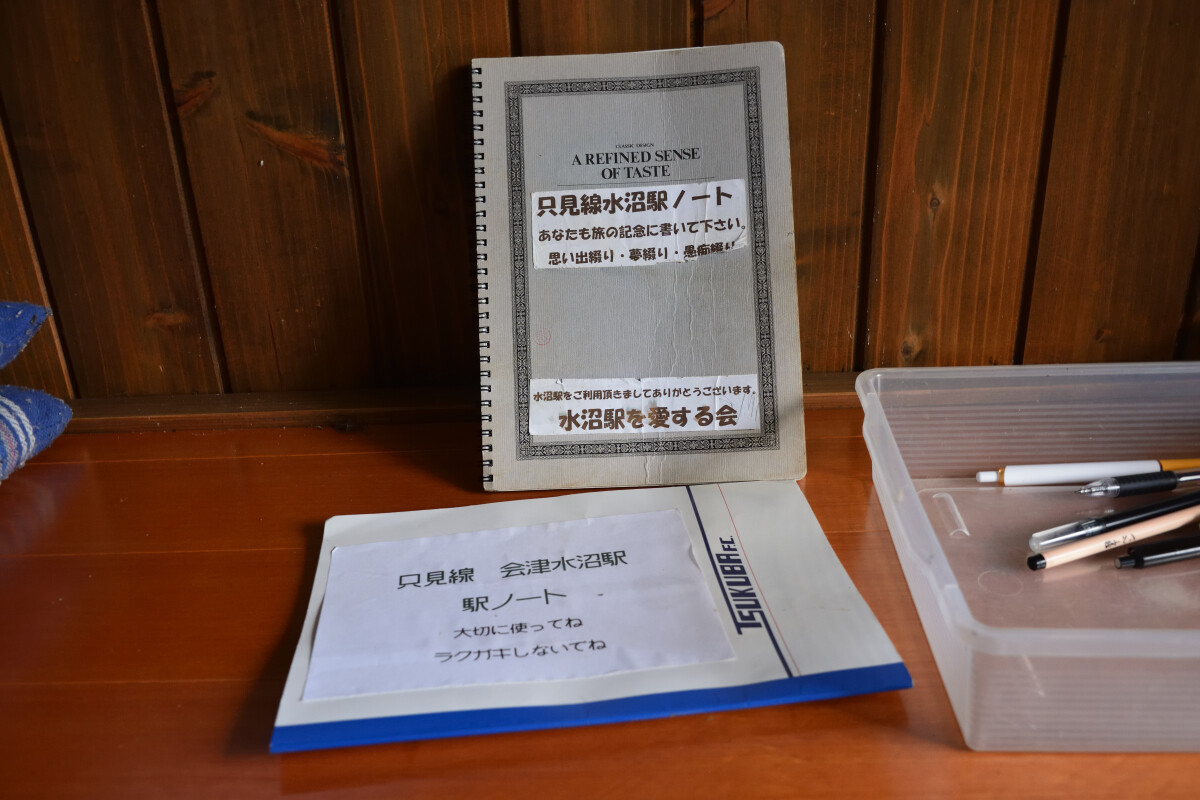 CLASSIC DESIGN
A REFINED SENSE
OF TASTE
只見線水沼駅ノート
あなたも旅の記念に書いて下さい。
思い出綴り・夢綴り・愚痴綴り
水沼駅をご利用頂きましてありがとうございます。
水沼駅を愛する会
只見線 会津水沼駅
駅ノート
大切に使ってね
ラクガキしないでね
TSUKUBA F.C.